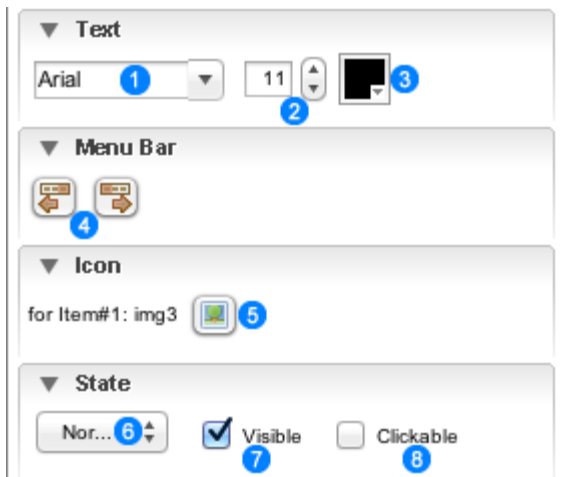 Text
Arial 1 11 3
2
Menu Bar
4
Icon
for Item#1: img3 5
State
Nor... 6 Visible Clickable
7 8